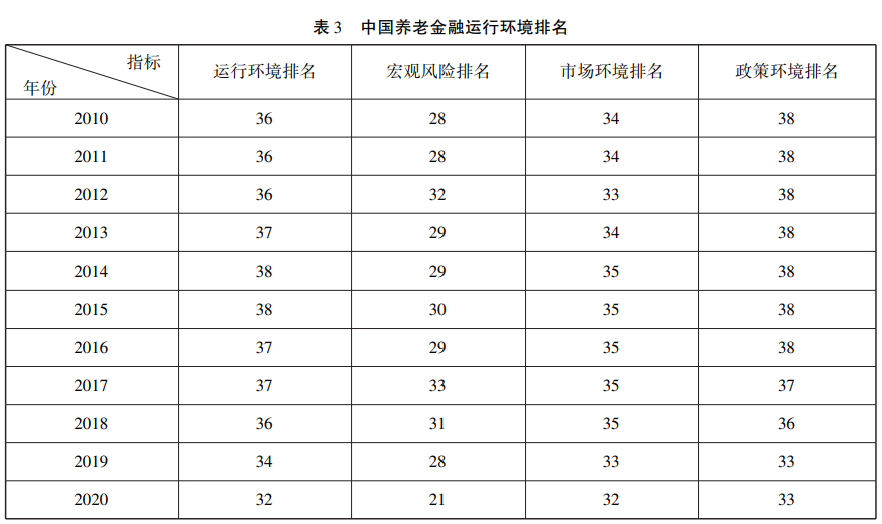 表 3 中国养老金融运行环境排名
指标
年份
运行环境排名 宏观风险排名 市场环境排名 政策环境排名
2010 36 28 34 38
2011 36 28 34 38
2012 36 32 33 38
2013 37 29 34 38
2014 38 29 35 38
2015 38 30 35 38
2016 37 29 35 38
2017 37 33 35 37
2018 36 31 35 36
2019 34 28 33 33
2020 32 21 32 33